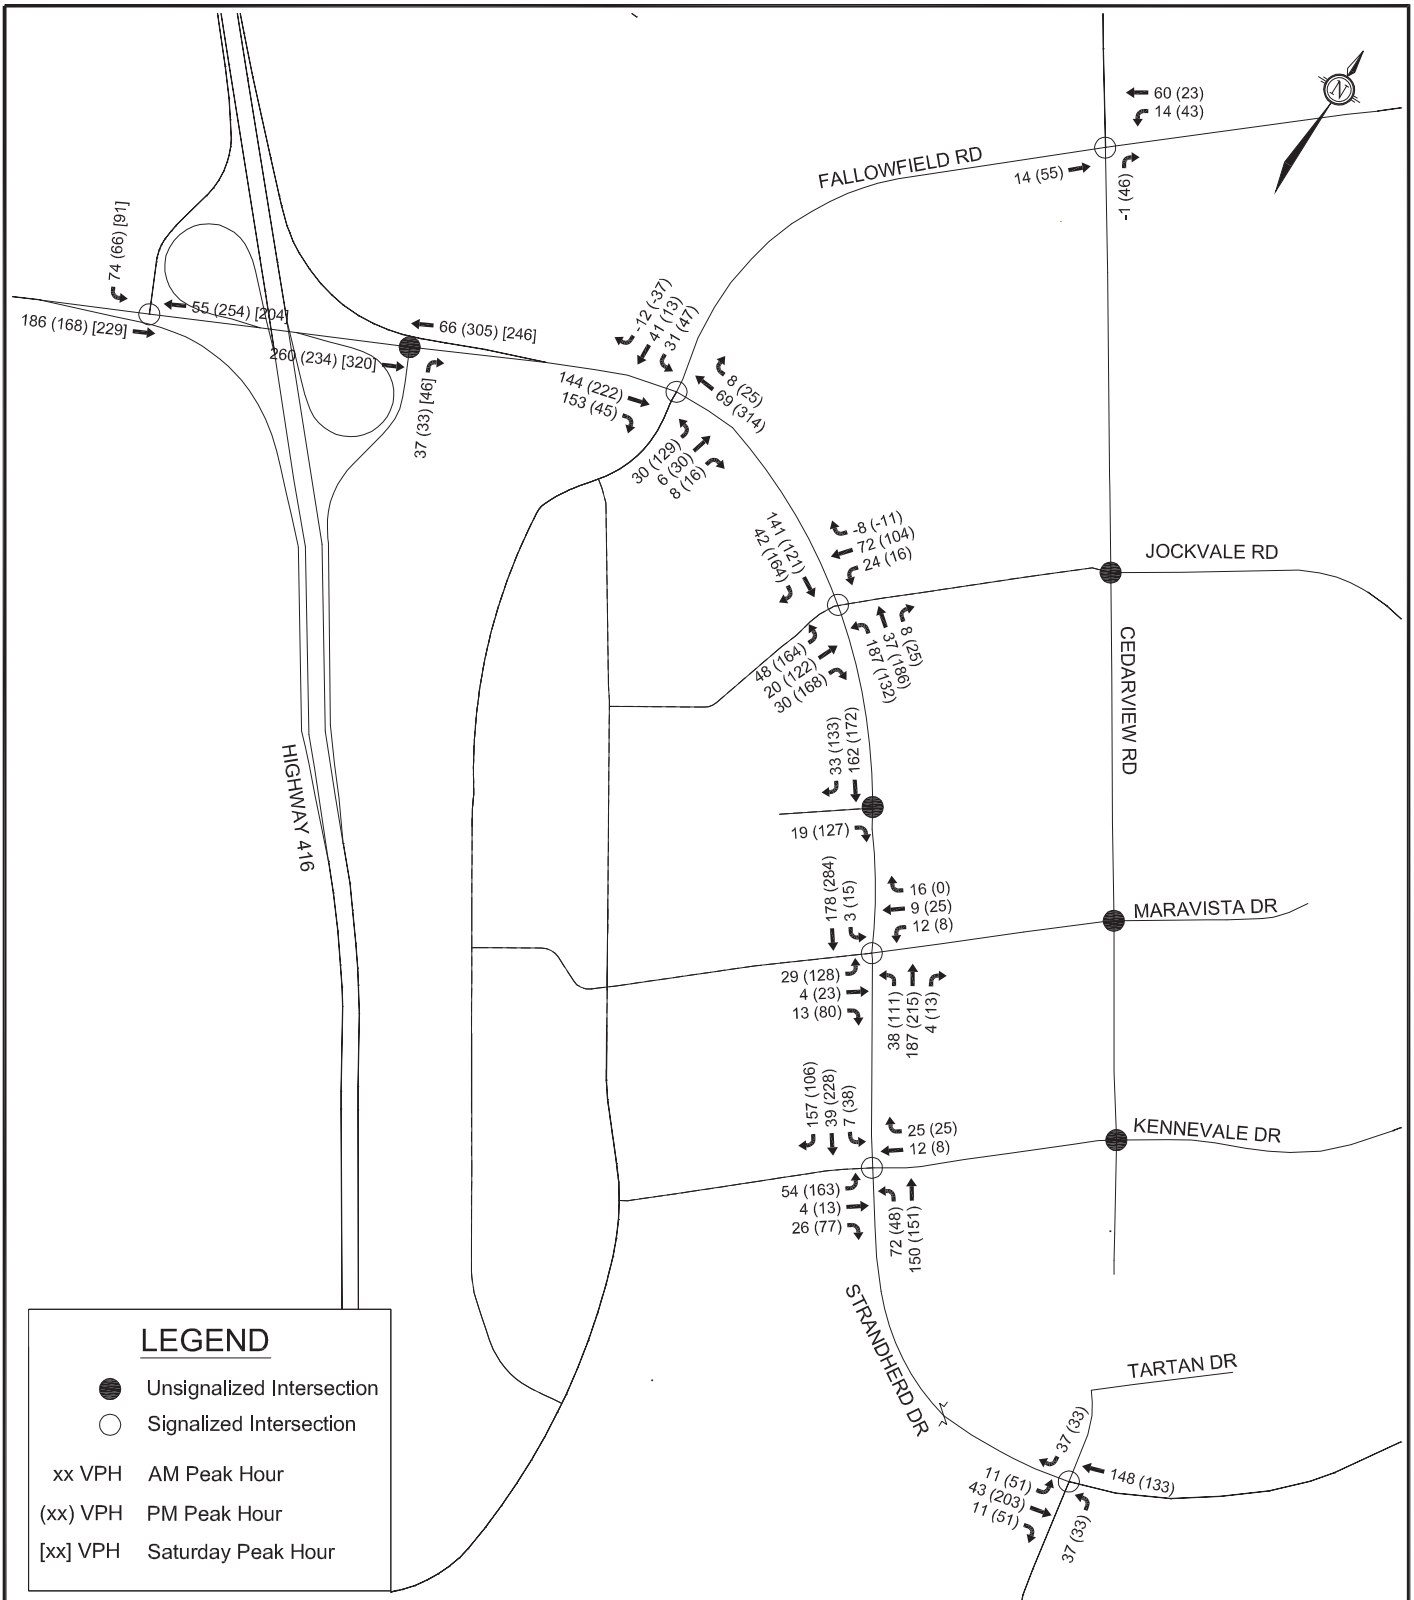 60 (23)
14 (43)
N
FALLOWFIELD RD
14 (55)
-1 (46)
74 (66) [91]
55 (254) [204]
186 (168) [229]
66 (305) [246]
260 (234) [320]
37 (33) [46]
-12 (-37)
41 (13)
31 (47)
144 (222)
153 (45)
8 (25)
69 (314)
30 (129)
6 (30)
8 (16)
141 (121)
42 (164)
-8 (-11)
72 (104)
24 (16)
JOCKVALE RD
48 (164)
20 (122)
30 (168)
8 (25)
37 (186)
187 (132)
CEDARVIEW RD
HIGHWAY 416
33 (133)
162 (172)
19 (127)
178 (284)
3 (15)
16 (0)
9 (25)
12 (8)
MARAVISTA DR
29 (128)
4 (23)
13 (80)
38 (111)
187 (215)
4 (13)
157 (106)
39 (228)
7 (38)
25 (25)
12 (8)
KENNEVALE DR
54 (163)
4 (13)
26 (77)
72 (48)
150 (151)
STRANDHERD DR
TARTAN DR
37 (33)
148 (133)
11 (51)
43 (203)
11 (51)
37 (33)
LEGEND
Unsignalized Intersection
Signalized Intersection
xx VPH AM Peak Hour
(xx) VPH PM Peak Hour
[xx] VPH Saturday Peak Hour